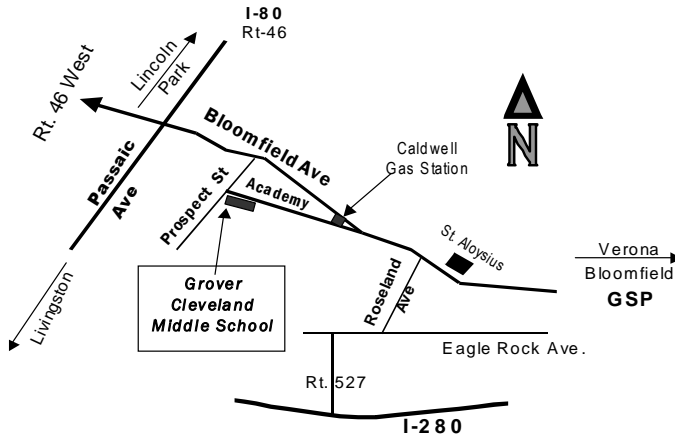 I-80
Rt-46
Lincoln
Park
Rt. 46 West
Bloomfield Ave
Caldwell
Gas Station
N
Passaic
Ave
Prospect St
Academy
St. Aloysius
Verona
Bloomfield
GSP
Grover
Cleveland
Middle School
Roseland
Ave
Livingston
Eagle Rock Ave.
Rt. 527
I-280